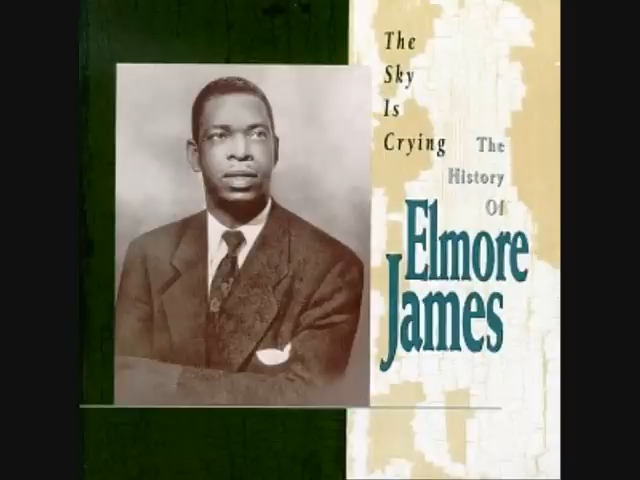 The
Sky
Is
Crying
The
History
Of
Elmore
James